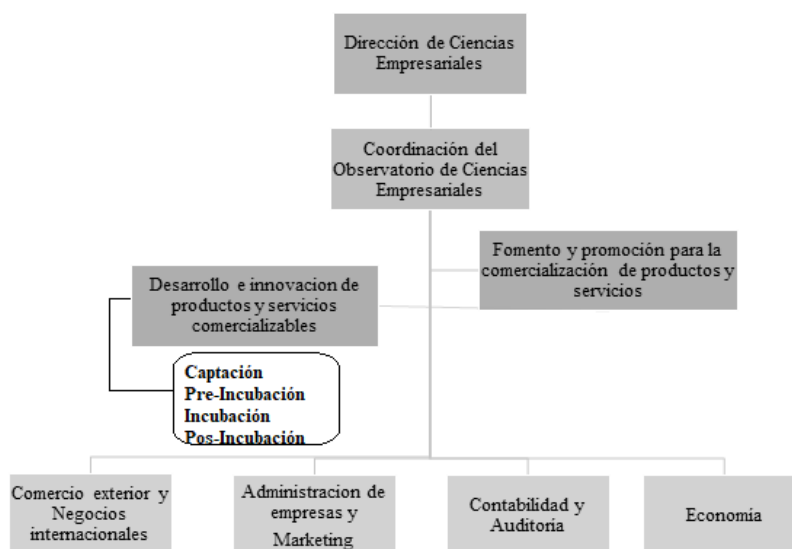 Dirección de Ciencias
Empresariales
Coordinación del
Observatorio de Ciencias
Empresariales
Fomento y promoción para la
comercialización de productos y
servicios
Desarrollo e innovacion de
productos y servicios
comercializables
Captación
Pre-Incubación
Incubación
Pos-Incubación
Comercio exterior y
Negocios
internacionales
Administracion de
empresas y
Marketing
Contabilidad y
Auditoria
Economia